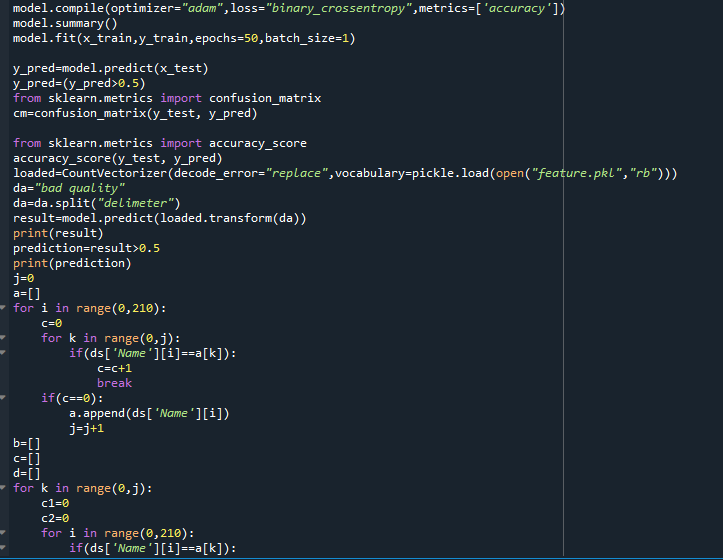 model.compile(optimizer="adam",loss="binary_crossentropy",metrics=['accuracy'])
model.summary()
model.fit(x_train,y_train,epochs=50,batch_size=1)
y_pred=model.predict(x_test)
y_pred=(y_pred>0.5)
from sklearn.metrics import confusion_matrix
cm=confusion_matrix(y_test, y_pred)
from sklearn.metrics import accuracy_score
accuracy_score(y_test, y_pred)
loaded=CountVectorizer(decode_error="replace",vocabulary=pickle.load(open("feature.pkl","rb")))
da="bad quality"
da=da.split("delimeter")
result=model.predict(loaded.transform(da))
print(result)
prediction=result>0.5
print(prediction)
j=0
a=[]
for i in range(0,210):
    c=0
    for k in range(0,j):
        if(ds['Name'][i]==a[k]):
            c=c+1
            break
    if(c==0):
        a.append(ds['Name'][i])
        j=j+1
b=[]
c=[]
d=[]
for k in range(0,j):
    c1=0
    c2=0
    for i in range(0,210):
        if(ds['Name'][i]==a[k]):